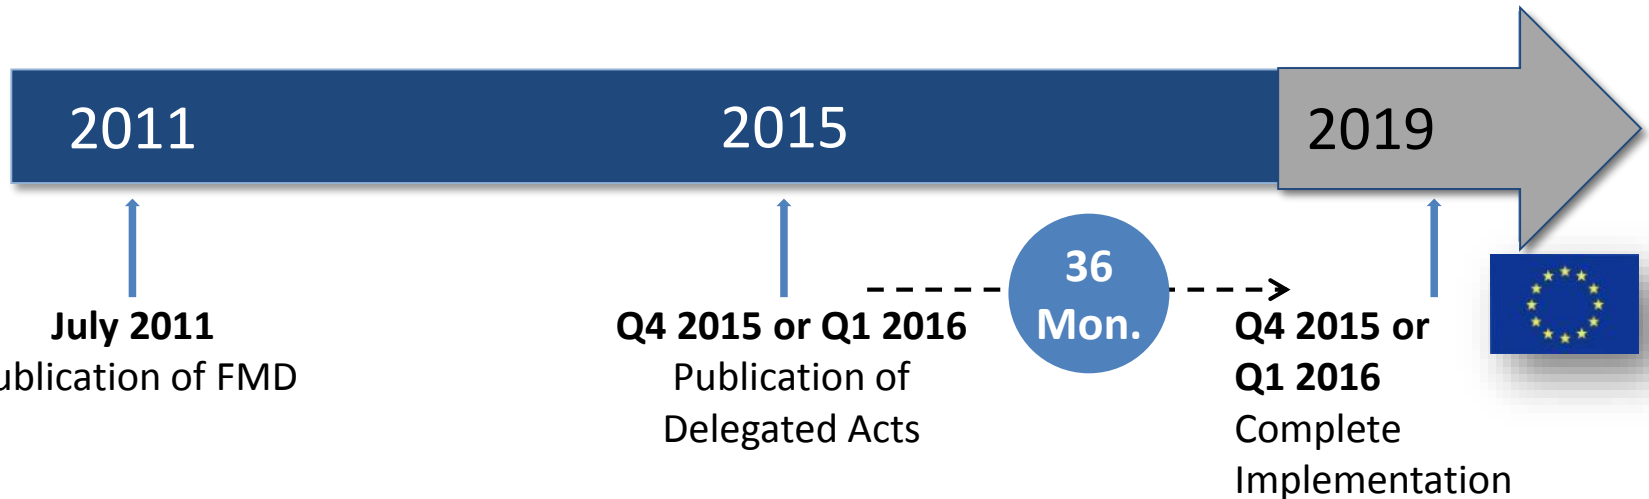 2011
2015
2019
36
Mon.
July 2011
ublication of FMD
Q4 2015 or Q1 2016
Publication of
Delegated Acts
Q4 2015 or
Q1 2016
Complete
Implementation